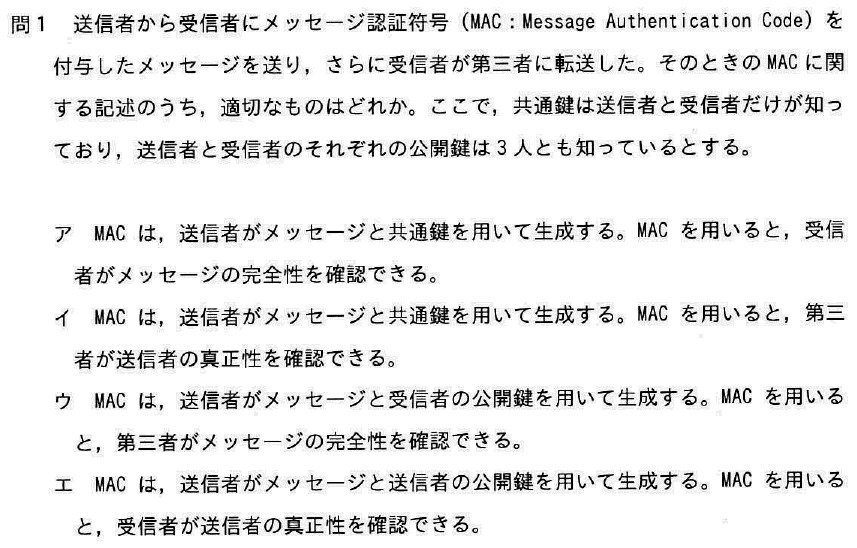 問1 送信者から受信者にメッセージ認証符号（MAC：Message Authentication Code）を
付与したメッセージを送り，さらに受信者が第三者に転送した。そのときのMACに関
する記述のうち，適切なものはどれか。ここで，共通鍵は送信者と受信者だけが知っ
ており，送信者と受信者のそれぞれの公開鍵は3人とも知っているとする。
ア MACは，送信者がメッセージと共通鍵を用いて生成する。MACを用いると，受信
者がメッセージの完全性を確認できる。
イ MACは，送信者がメッセージと共通鍵を用いて生成する。MACを用いると，第三
者が送信者の真正性を確認できる。
ウ MACは，送信者がメッセージと受信者の公開鍵を用いて生成する。MACを用いる
と，第三者がメッセージの完全性を確認できる。
エ MACは，送信者がメッセージと送信者の公開鍵を用いて生成する。MACを用いる
と，受信者が送信者の真正性を確認できる。